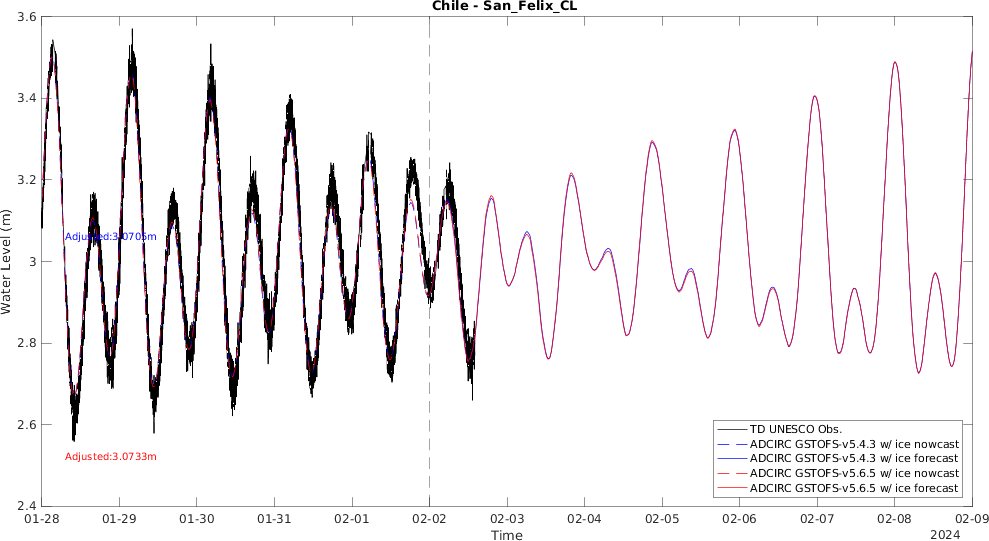 Chile - San_Felix_CL
3.6
3.4
3.2
3
2.8
2.6
2.4
Water Level (m)
Adjusted:3.0705m
Adjusted:3.0733m
TD UNESCO Obs.
ADCIRC GSTOFS-v5.4.3 w/ ice nowcast
ADCIRC GSTOFS-v5.4.3 w/ ice forecast
ADCIRC GSTOFS-v5.6.5 w/ ice nowcast
ADCIRC GSTOFS-v5.6.5 w/ ice forecast
01-28 01-29 01-30 01-31 02-01 02-02 02-03 02-04 02-05 02-06 02-07 02-08 02-09
Time
2024